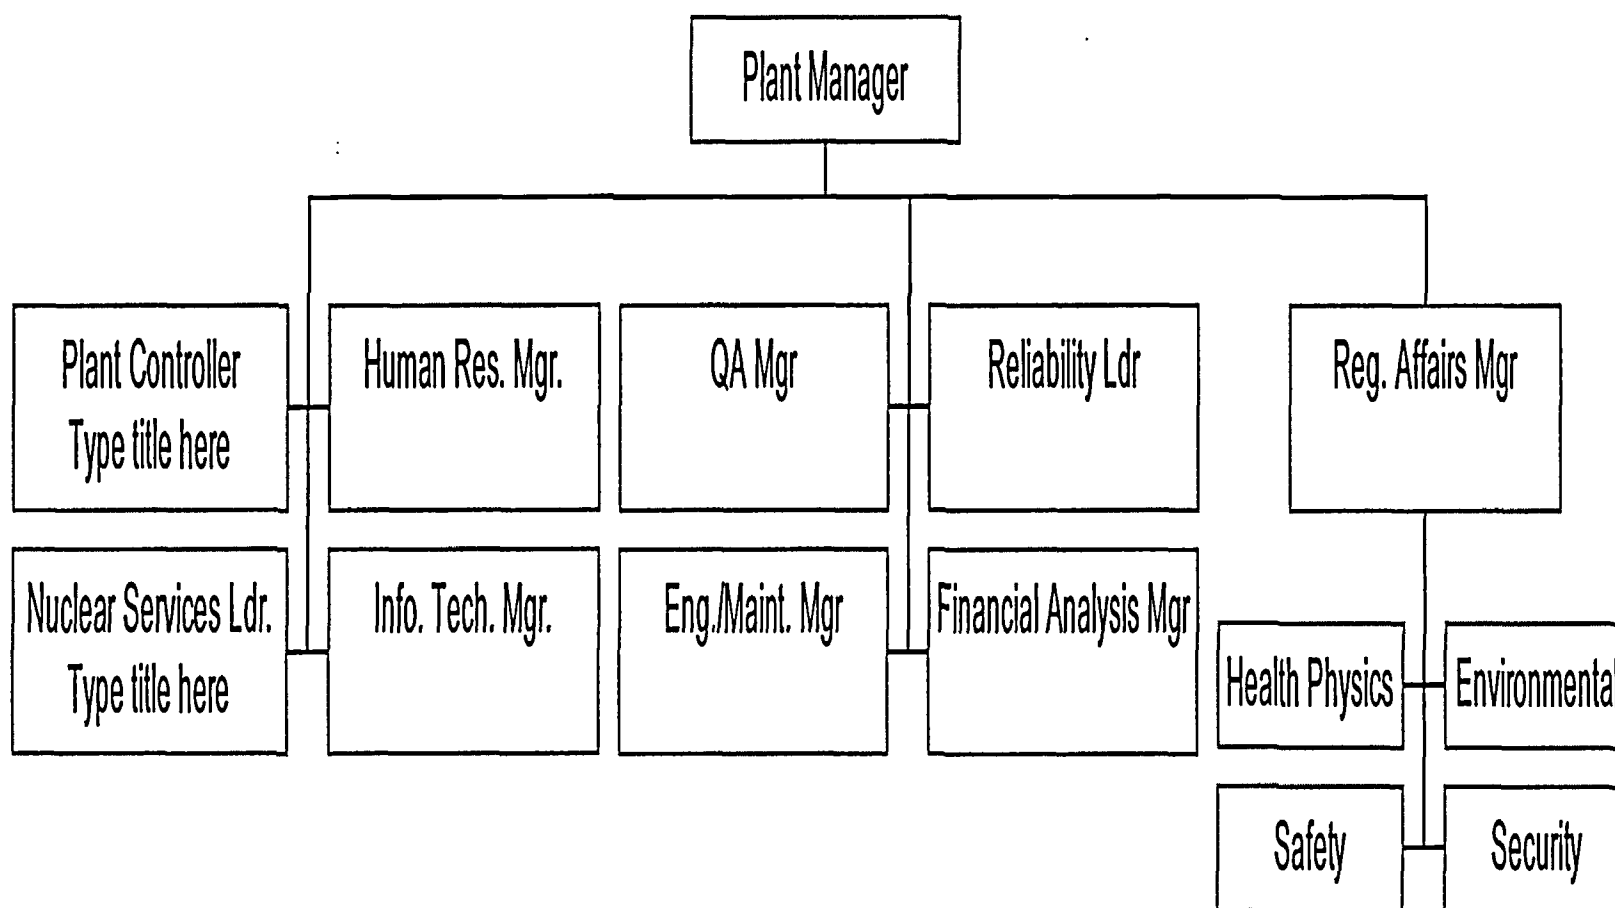 Plant Manager
Plant Controller
Type title here
Human Res. Mgr.
QA Mgr
Reliability Ldr
Reg. Affairs Mgr
Nuclear Services Ldr.
Type title here
Info. Tech. Mgr.
Eng./Maint. Mgr
Financial Analysis Mgr
Health Physics
Environmental
Safety
Security